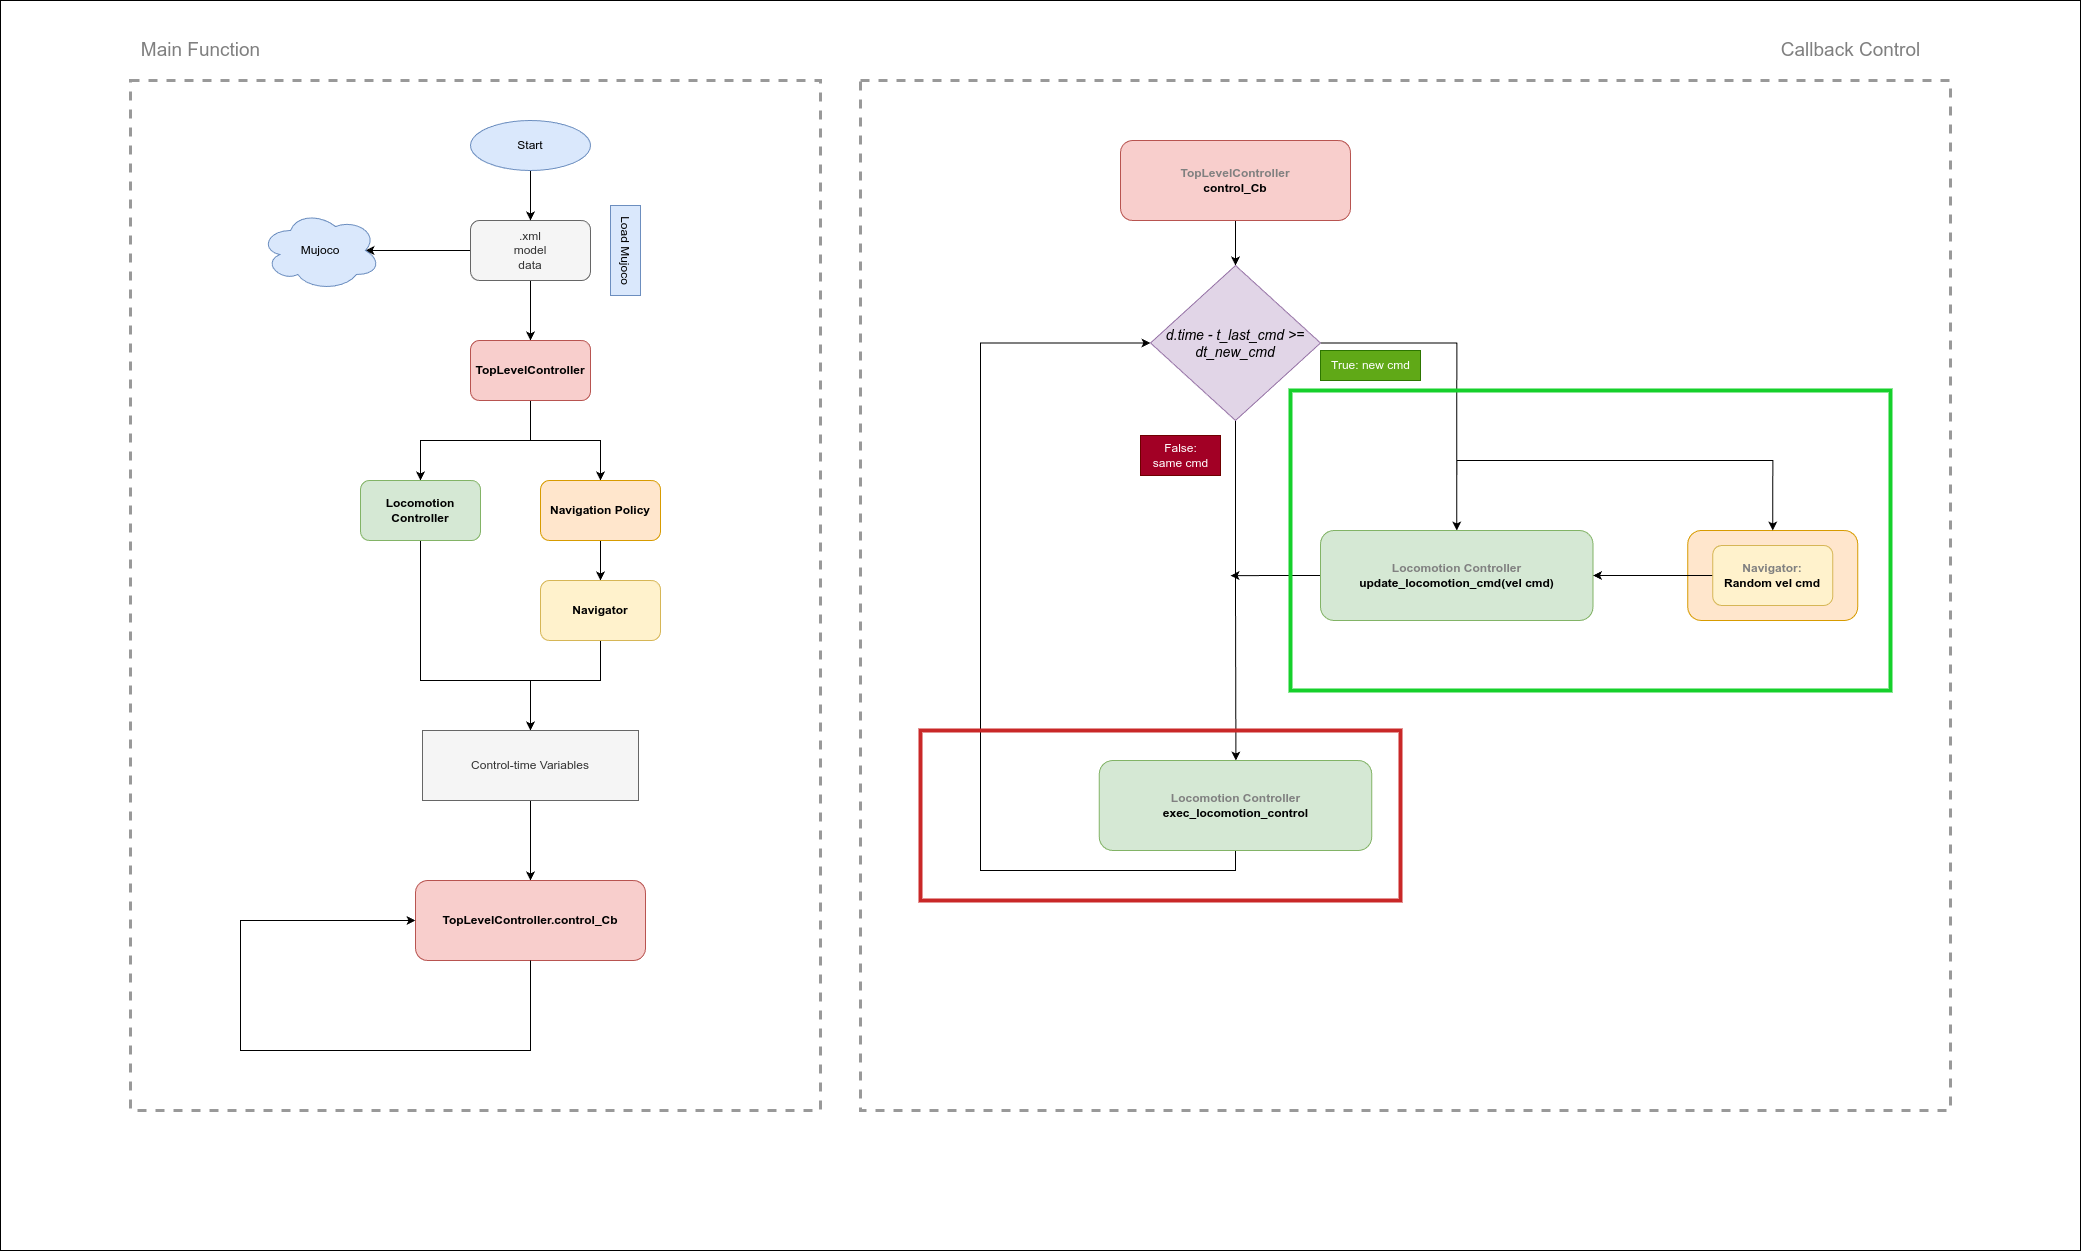 Main Function
Start
Mujoco
.xml
model
data
Load Mujoco
TopLevelController
Locomotion
Controller
Navigation Policy
Navigator
Control-time Variables
TopLevelController.control_Cb
Callback Control
TopLevelController
control_Cb
d.time - t_last_cmd >=
dt_new_cmd
True: new cmd
False:
same cmd
Locomotion Controller
update_locomotion_cmd(vel cmd)
Navigator:
Random vel cmd
Locomotion Controller
exec_locomotion_control